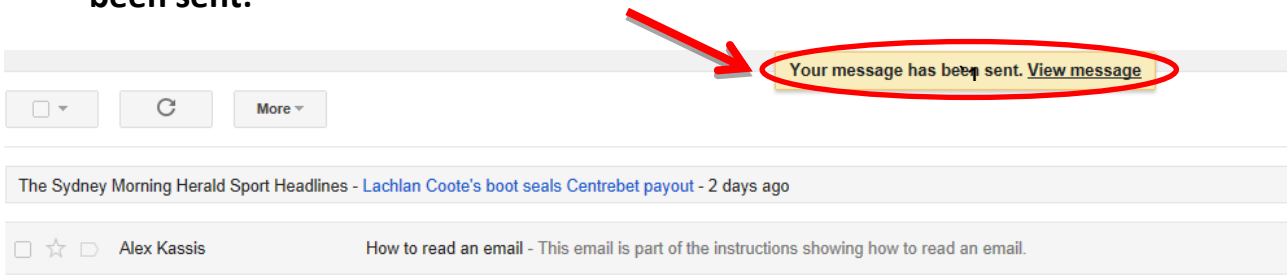 been sent.
Your message has been sent. View message
More
The Sydney Morning Herald Sport Headlines - Lachlan Coote's boot seals Centrebet payout - 2 days ago
Alex Kassis How to read an email - This email is part of the instructions showing how to read an email.